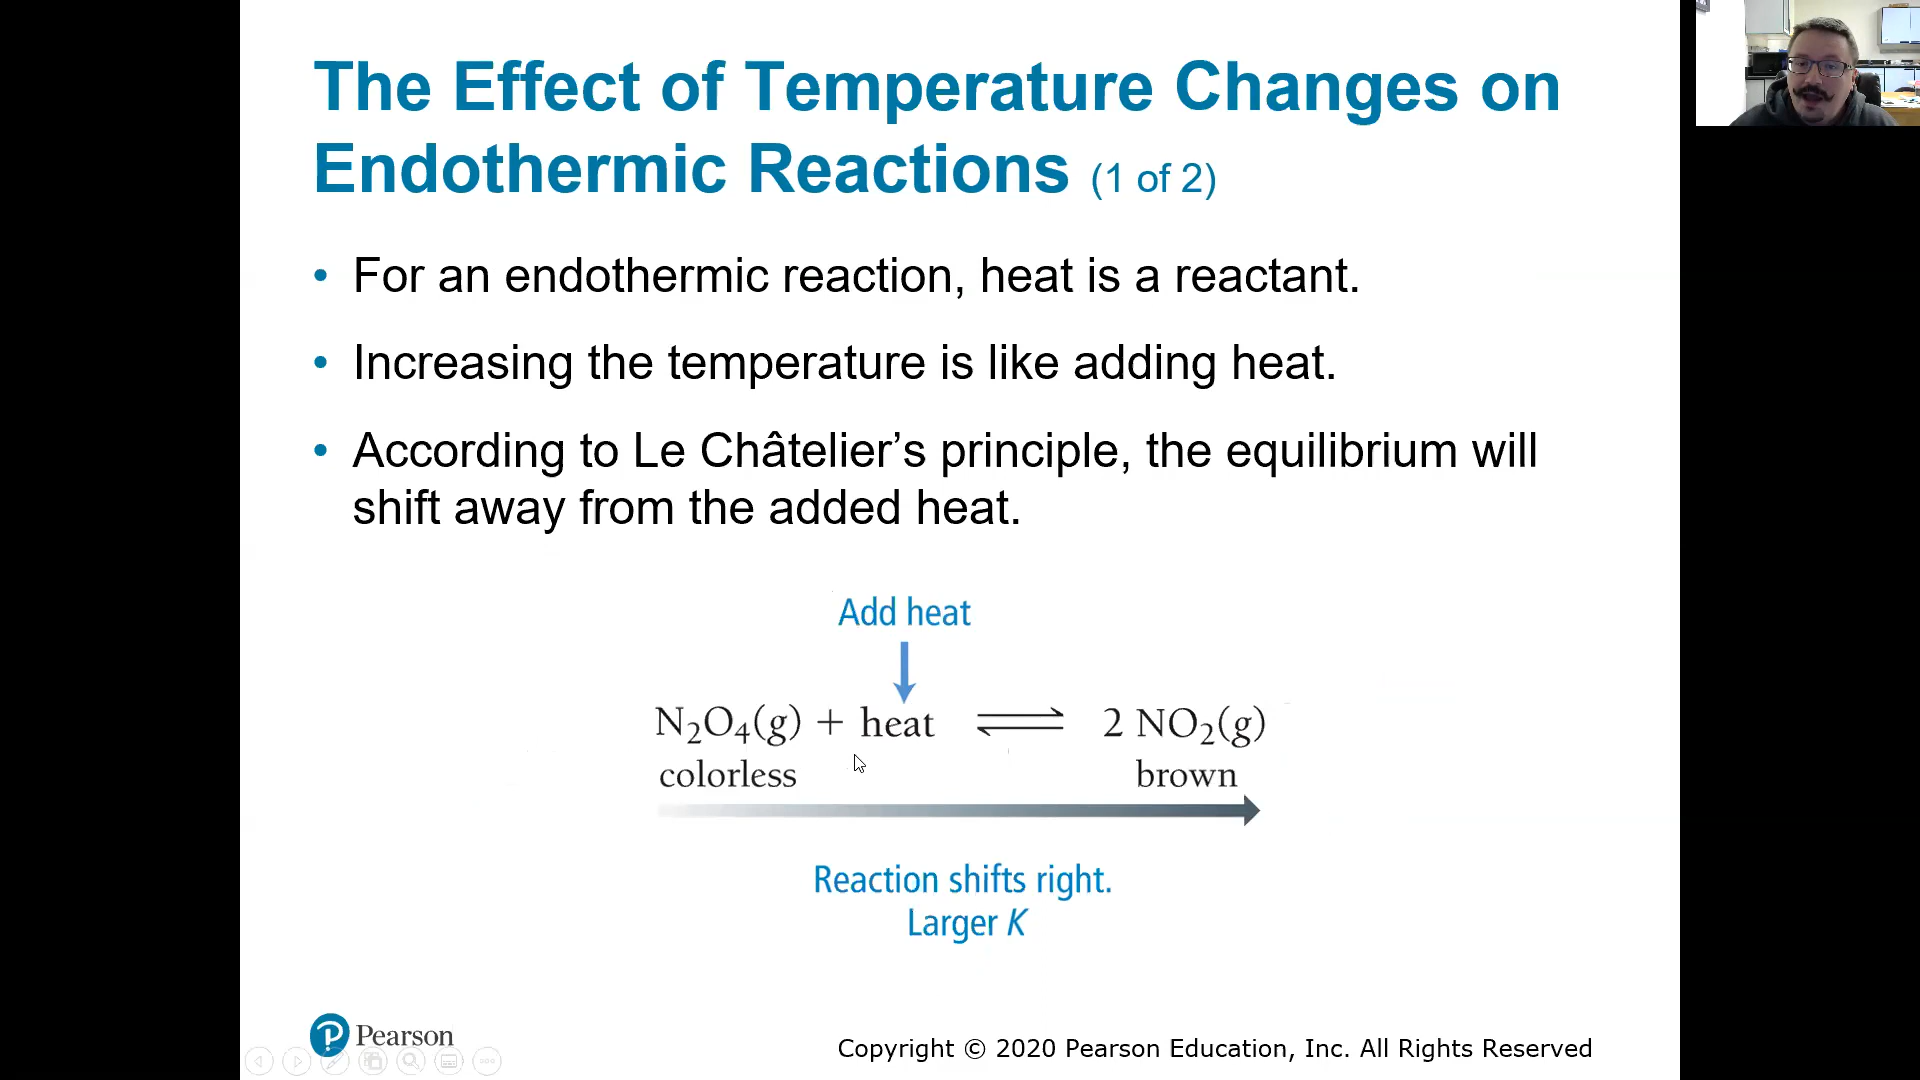 The Effect of Temperature Changes on
Endothermic Reactions (1 of 2)
• For an endothermic reaction, heat is a reactant.
• Increasing the temperature is like adding heat.
• According to Le Châtelier’s principle, the equilibrium will
shift away from the added heat.
Add heat
N₂O₄(g) + heat ⇌ 2 NO₂(g)
colorless brown
Reaction shifts right.
Larger K
Pearson
Copyright © 2020 Pearson Education, Inc. All Rights Reserved